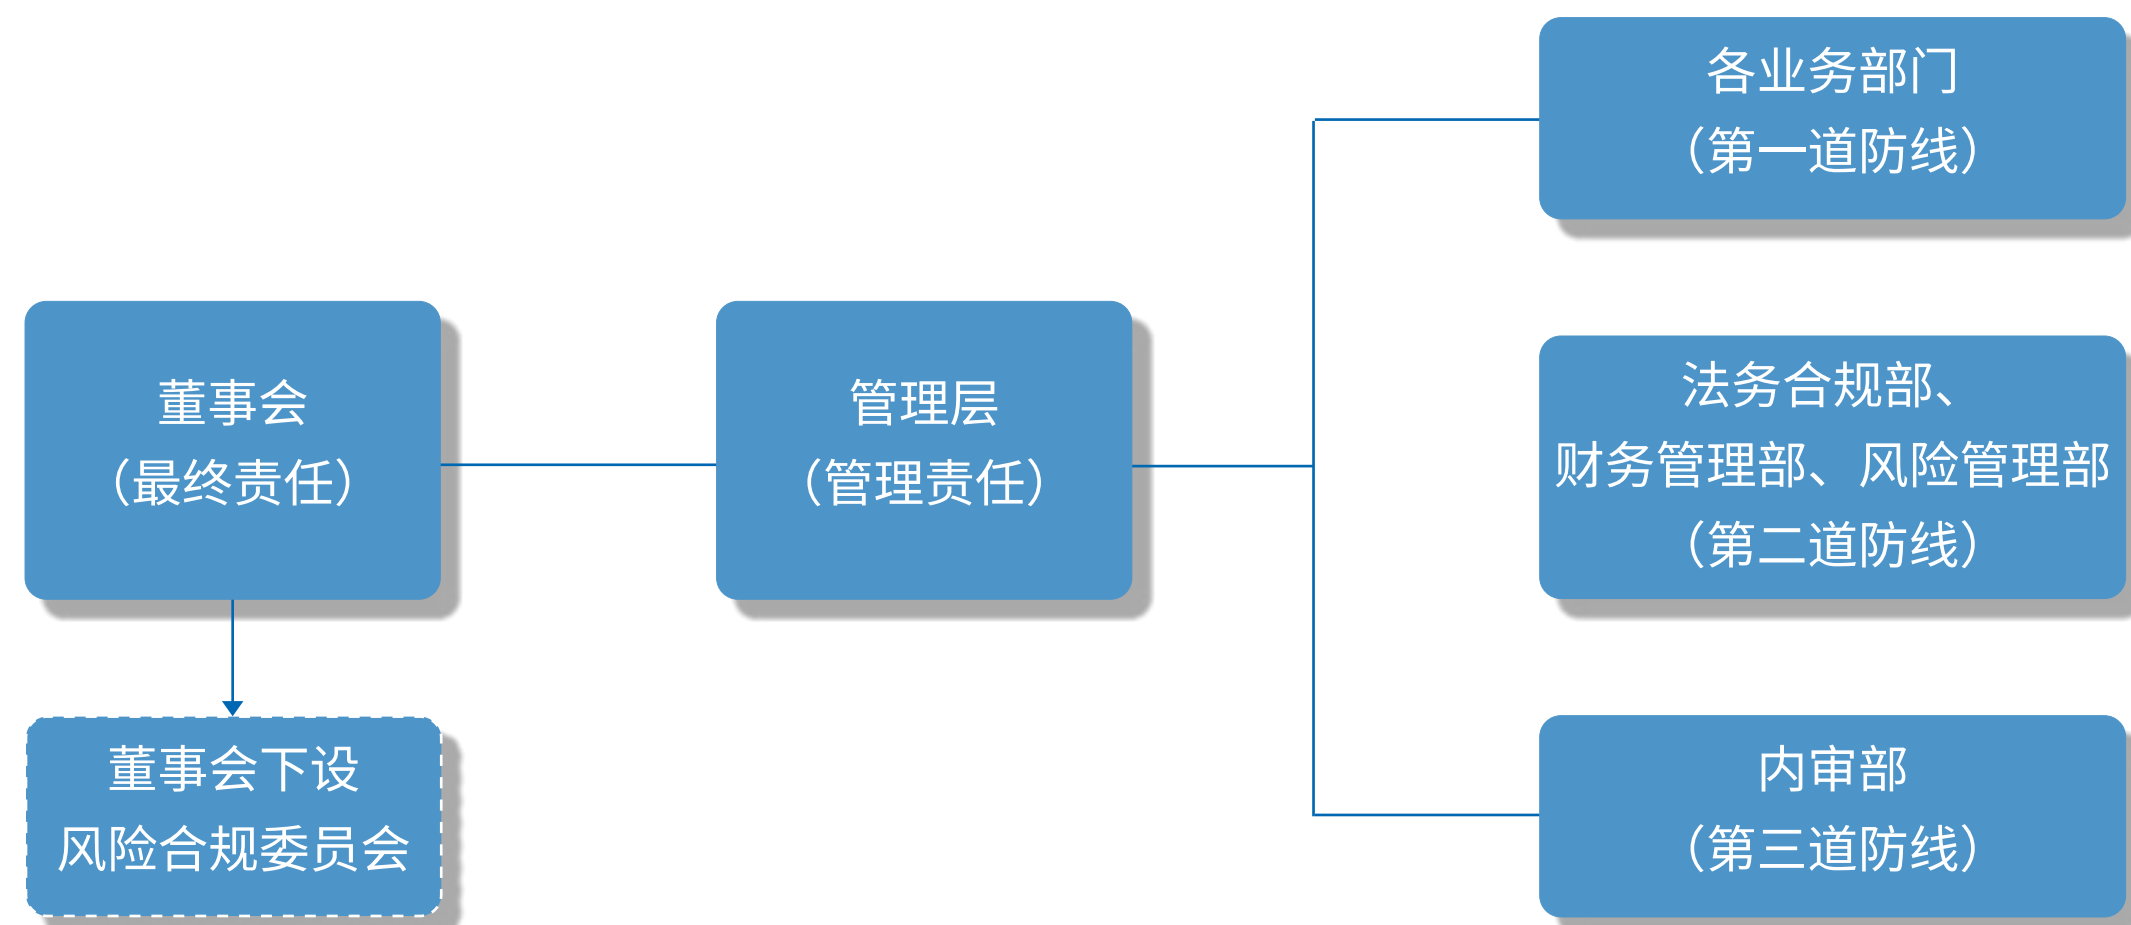 董事会
（最终责任）
董事会下设
风险合规委员会
管理层
（管理责任）
各业务部门
（第一道防线）
法务合规部、
财务管理部、风险管理部
（第二道防线）
内审部
（第三道防线）